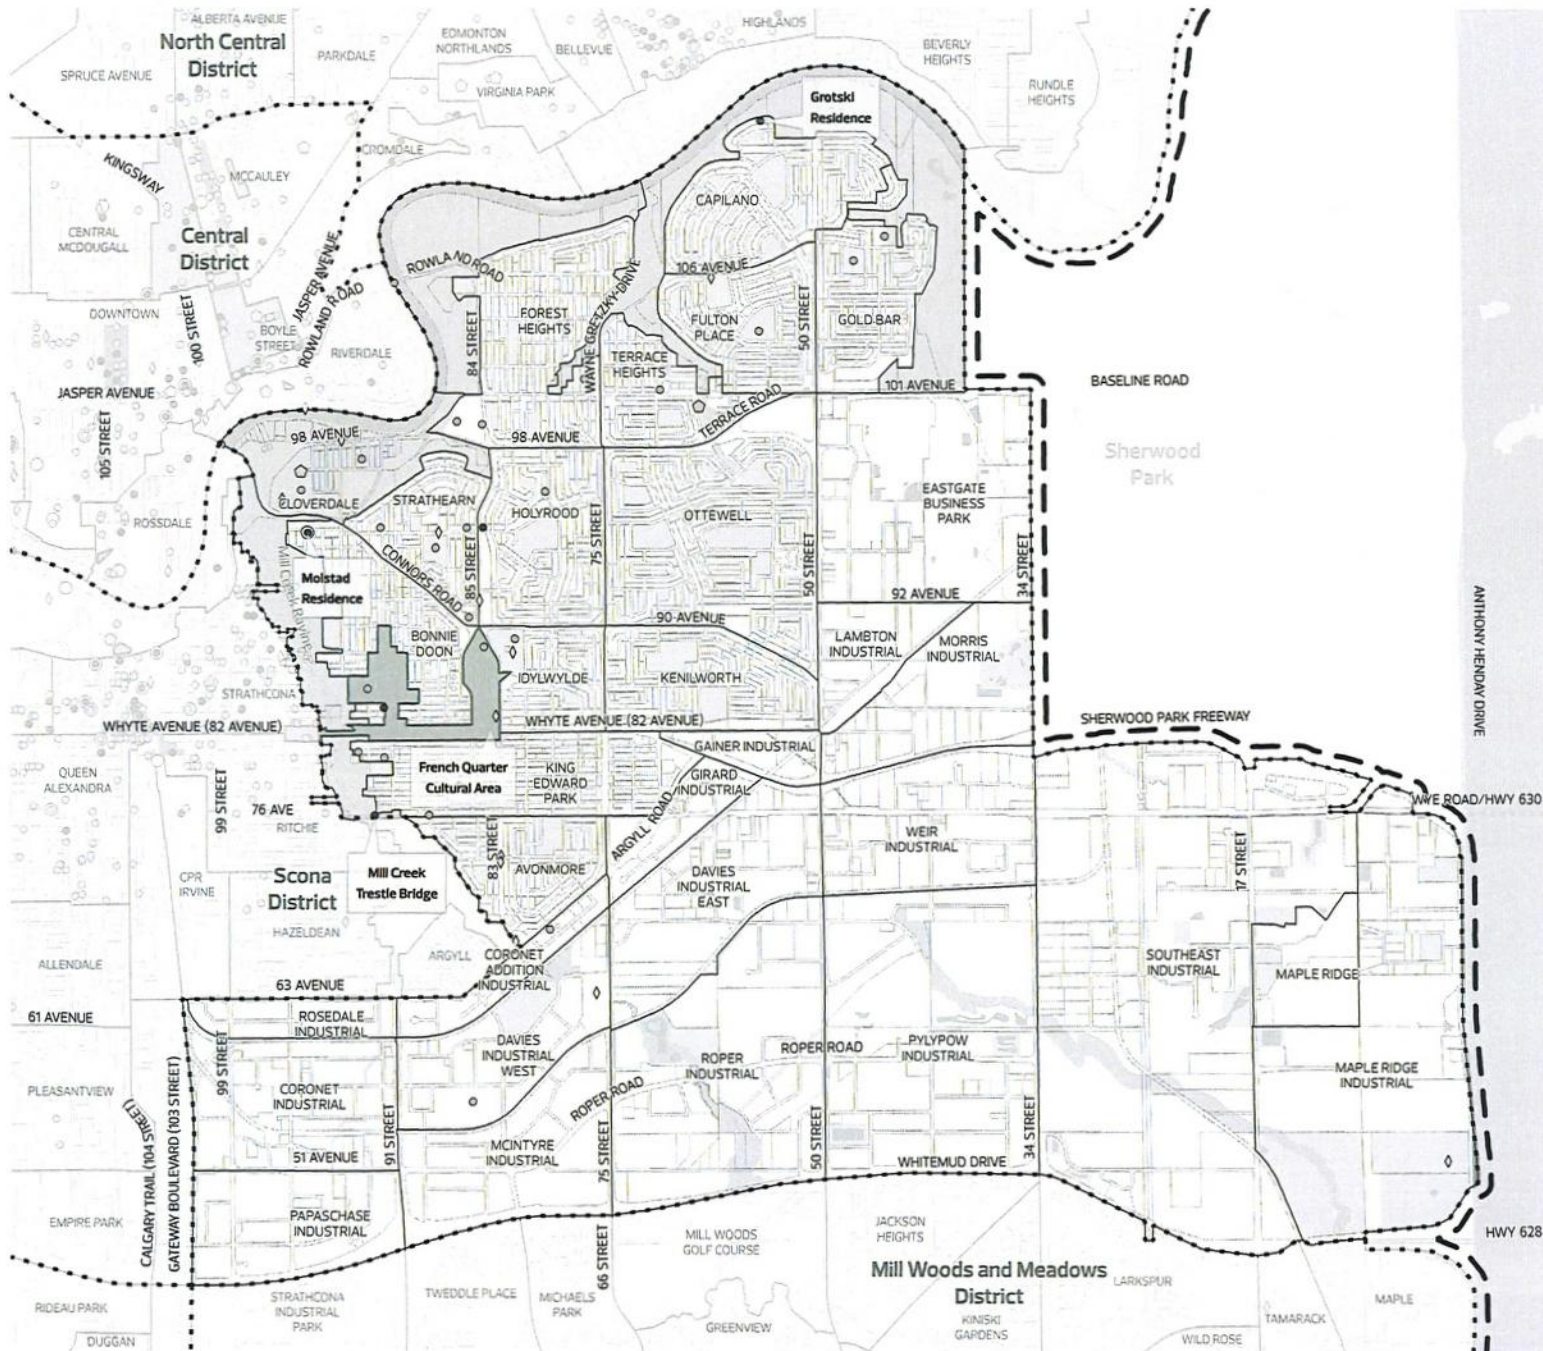 ALBERTA AVENUE
North Central
District
SPRUCE AVENUE
PARKDALE
EDMONTON
NORTHLANDS
BELLEVUE
HIGHLANDS
BEVERLY
HEIGHTS
RUNDLE
HEIGHTS
VIRGINIA PARK
Grotski
Residence
CROMDALE
KINGSWAY
MCCAULEY
CENTRAL
MCDOUGALL
Central
District
JASPER AVENUE
ROWLAND ROAD
ROWLAND ROAD
CAPILANO
106 AVENUE
WAYNE GRETZKY DRIVE
DOWNTOWN
100 STREET
BOYLE
STREET
RIVERDALE
84 STREET
FOREST
HEIGHTS
FULTON
PLACE
50 STREET
GOLD BAR
TERRACE
HEIGHTS
101 AVENUE
BASELINE ROAD
JASPER AVENUE
105 STREET
98 AVENUE
98 AVENUE
TERRACE ROAD
Sherwood
Park
CLOVERDALE
STRATHEARN
HOLYROOD
OTTEWELL
EASTGATE
BUSINESS
PARK
ROSSDALE
Mill Creek Ravine
CONNORS ROAD
85 STREET
75 STREET
50 STREET
34 STREET
Molstad
Residence
92 AVENUE
90 AVENUE
BONNIE
DOON
LAMBTON
INDUSTRIAL
MORRIS
INDUSTRIAL
ANTHONY HENDAY DRIVE
STRATHCONA
IDYLWYLDE
KENILWORTH
WHYTE AVENUE (82 AVENUE)
WHYTE AVENUE (82 AVENUE)
SHERWOOD PARK FREEWAY
GAINER INDUSTRIAL
QUEEN
ALEXANDRA
French Quarter
Cultural Area
KING
EDWARD
PARK
GIRARD
INDUSTRIAL
99 STREET
76 AVE
RITCHIE
WYE ROAD/HWY 630
83 STREET
ARGYLL ROAD
WEIR
INDUSTRIAL
17 STREET
CPR
IRVINE
Scona
District
Mill Creek
Trestle Bridge
AVONMORE
DAVIES
INDUSTRIAL
EAST
HAZELDEAN
ALLENDALE
ARGYLL
CORONET
ADDITION
INDUSTRIAL
SOUTHEAST
INDUSTRIAL
MAPLE RIDGE
63 AVENUE
61 AVENUE
ROSEDALE
INDUSTRIAL
DAVIES
INDUSTRIAL
WEST
ROPER
INDUSTRIAL
ROPER ROAD
PYLYPOW
INDUSTRIAL
MAPLE RIDGE
INDUSTRIAL
99 STREET
PLEASANTVIEW
CORONET
INDUSTRIAL
ROPER ROAD
CALGARY TRAIL (104 STREET)
GATEWAY BOULEVARD (103 STREET)
91 STREET
51 AVENUE
MCINTYRE
INDUSTRIAL
75 STREET
50 STREET
34 STREET
WHITEMUD DRIVE
EMPIRE PARK
PAPASCHASE
INDUSTRIAL
66 STREET
MILL WOODS
GOLF COURSE
JACKSON
HEIGHTS
HWY 628
Mill Woods and Meadows
District
LARKSPUR
RIDEAU PARK
STRATHCONA
INDUSTRIAL
PARK
TWEDDLE PLACE
MICHAELS
PARK
GREENVIEW
KINISKI
GARDENS
TAMARACK
MAPLE
DUGGAN
WILD ROSE